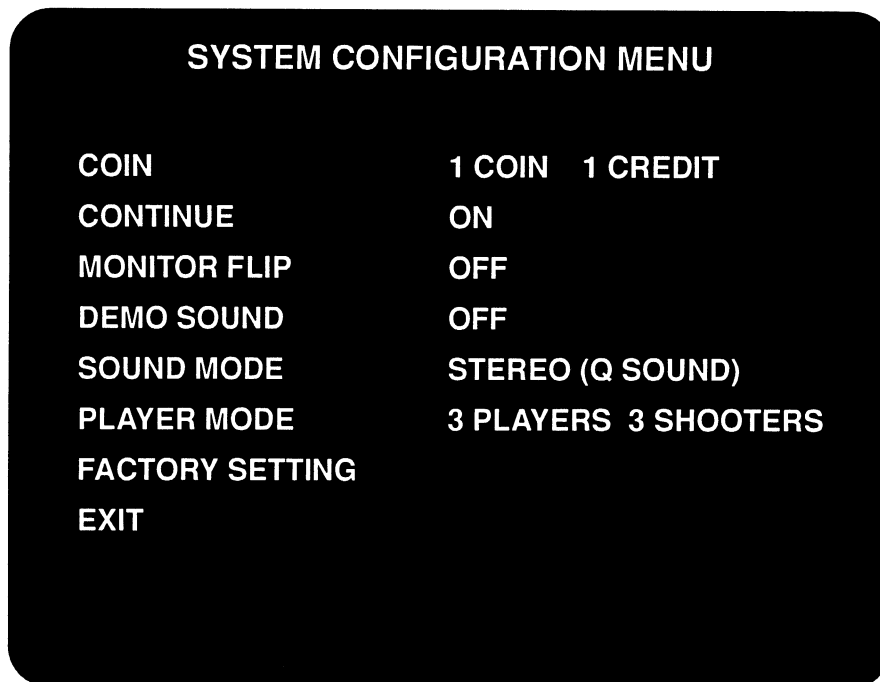 SYSTEM CONFIGURATION MENU
COIN 1 COIN 1 CREDIT
CONTINUE ON
MONITOR FLIP OFF
DEMO SOUND OFF
SOUND MODE STEREO (Q SOUND)
PLAYER MODE 3 PLAYERS 3 SHOOTERS
FACTORY SETTING
EXIT